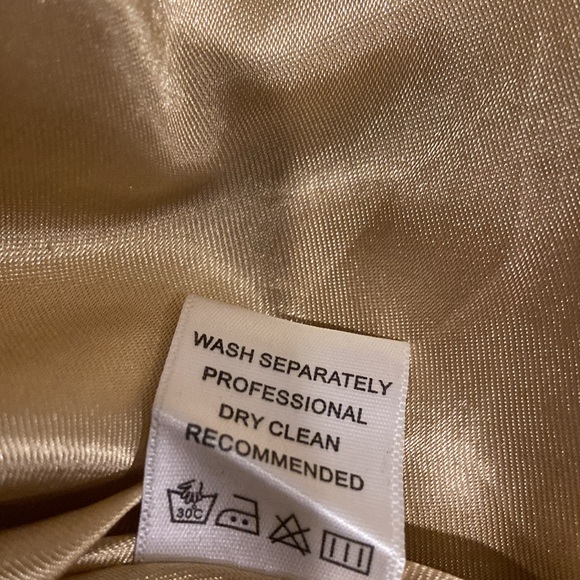 WASH SEPARATELY
PROFESSIONAL
DRY CLEAN
RECOMMENDED
30C